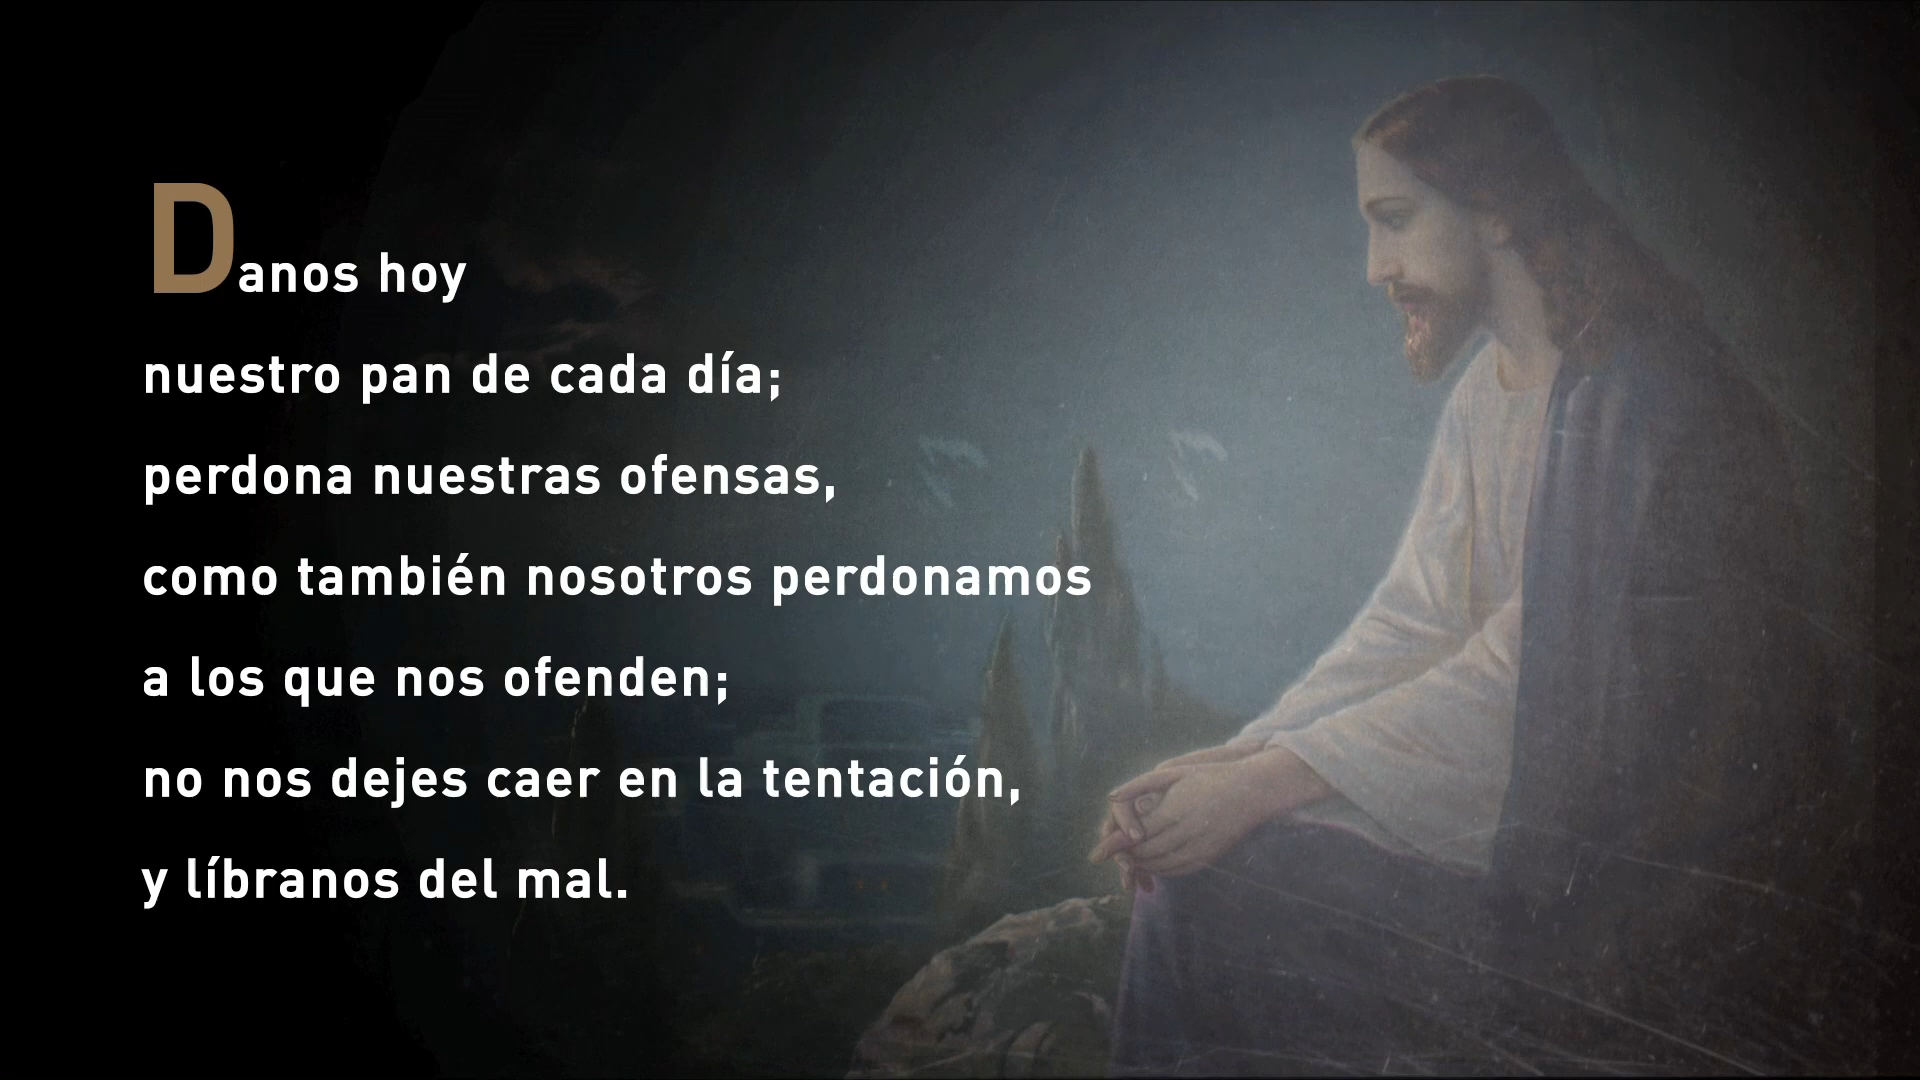 Danos hoy
nuestro pan de cada día;
perdona nuestras ofensas,
como también nosotros perdonamos
a los que nos ofenden;
no nos dejes caer en la tentación,
y líbranos del mal.